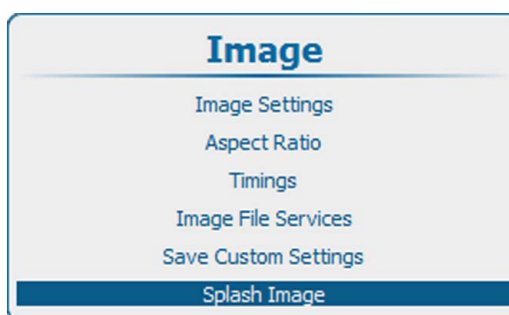 Image
Image Settings
Aspect Ratio
Timings
Image File Services
Save Custom Settings
Splash Image